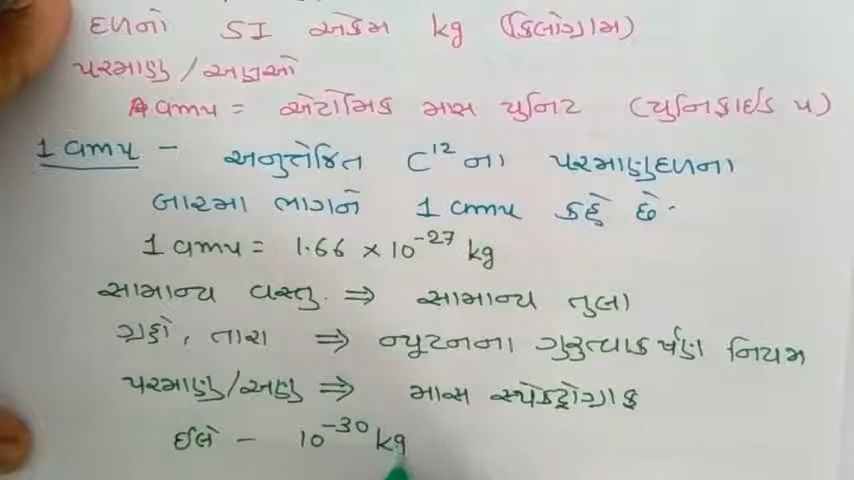 દળનો SI એકમ kg (કિલોગ્રામ)
પરમાણુ/અણુઓ
amu = એટોમિક માસ યુનિટ (યુનિફાઈડ u)
1 amu - અનુત્તેજિત C¹² ના પરમાણુદળના
બારમા ભાગને 1 amu કહે છે.
1 amu = 1.66 × 10⁻²⁷ kg
સામાન્ય વસ્તુ ⇒ સામાન્ય તુલા
ગ્રહો, તારા ⇒ ન્યૂટનના ગુરુત્વાકર્ષણ નિયમ
પરમાણુ/અણુ ⇒ માસ સ્પેક્ટ્રોગ્રાફ
ઈલે - 10⁻³⁰ kg